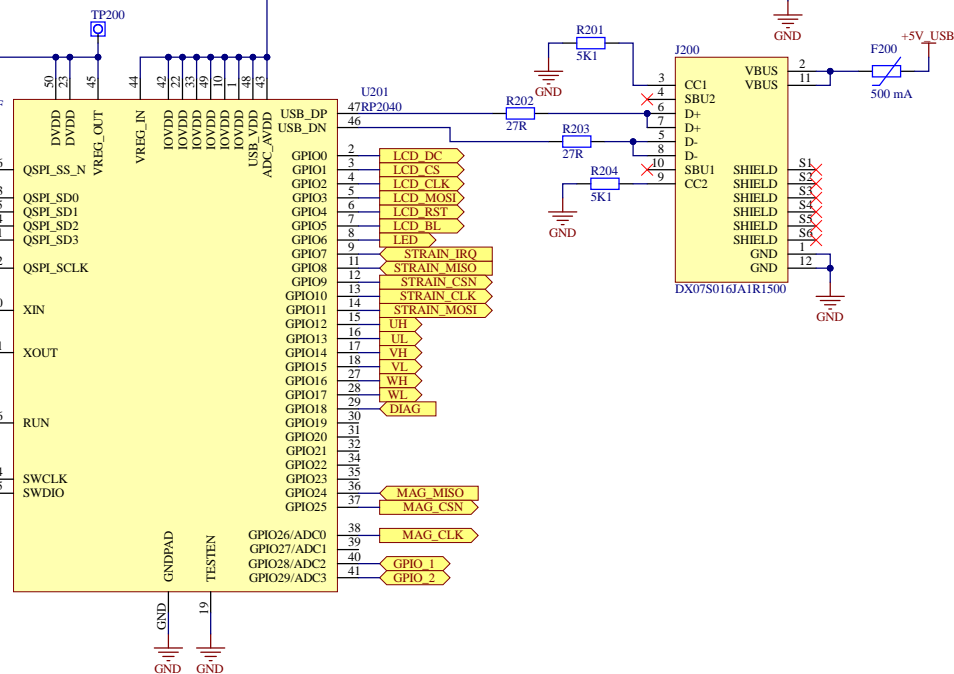 TP200
GND
+5V_USB
R201
5K1
GND
J200
F200
500 mA
50
23
45
44
42
22
33
49
10
1
48
43
U201
RP2040
DVDD
DVDD
VREG_OUT
VREG_IN
IOVDD
IOVDD
IOVDD
IOVDD
IOVDD
IOVDD
USB_VDD
ADC_AVDD
USB_DP 47
USB_DN 46
R202
27R
R203
27R
R204
5K1
GND
3 CC1
4 SBU2
6 D+
7 D+
5 D-
8 D-
10 SBU1
9 CC2
VBUS 2
VBUS 11
SHIELD S1
SHIELD S2
SHIELD S3
SHIELD S4
SHIELD S5
SHIELD S6
GND 1
GND 12
DX07S016JA1R1500
GND
QSPI_SS_N
QSPI_SD0
QSPI_SD1
QSPI_SD2
QSPI_SD3
QSPI_SCLK
XIN
XOUT
RUN
SWCLK
SWDIO
GPIO0 2 LCD_DC
GPIO1 3 LCD_CS
GPIO2 4 LCD_CLK
GPIO3 5 LCD_MOSI
GPIO4 6 LCD_RST
GPIO5 7 LCD_BL
GPIO6 8 LED
GPIO7 9 STRAIN_IRQ
GPIO8 11 STRAIN_MISO
GPIO9 12 STRAIN_CSN
GPIO10 13 STRAIN_CLK
GPIO11 14 STRAIN_MOSI
GPIO12 15 UH
GPIO13 16 UL
GPIO14 17 VH
GPIO15 18 VL
GPIO16 27 WH
GPIO17 28 WL
GPIO18 29 DIAG
GPIO19 30
GPIO20 31
GPIO21 32
GPIO22 34
GPIO23 35
GPIO24 36 MAG_MISO
GPIO25 37 MAG_CSN
GPIO26/ADC0 38 MAG_CLK
GPIO27/ADC1 39
GPIO28/ADC2 40 GPIO_1
GPIO29/ADC3 41 GPIO_2
GNDPAD
TESTEN
GND
19
GND
GND